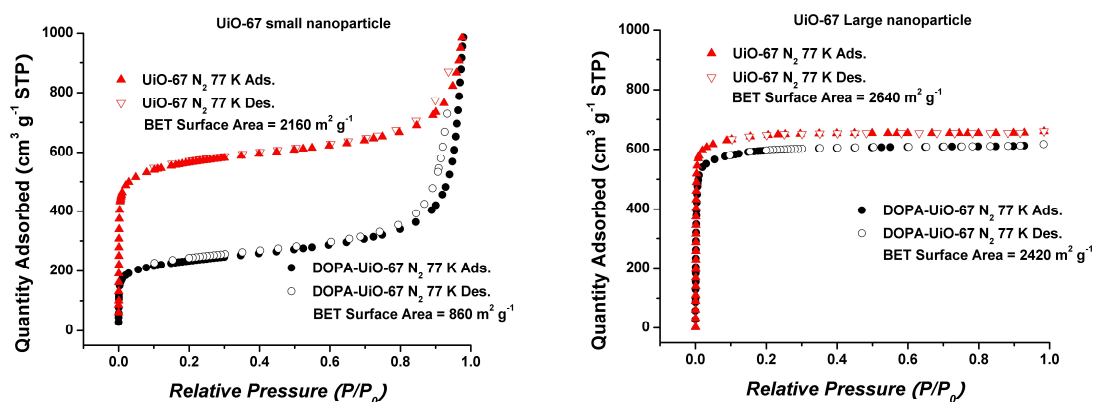 UiO-67 small nanoparticle
Quantity Adsorbed (cm³ g⁻¹ STP)
1000
800
600
400
200
0
UiO-67 N₂ 77 K Ads.
UiO-67 N₂ 77 K Des.
BET Surface Area = 2160 m² g⁻¹
DOPA-UiO-67 N₂ 77 K Ads.
DOPA-UiO-67 N₂ 77 K Des.
BET Surface Area = 860 m² g⁻¹
0.0 0.2 0.4 0.6 0.8 1.0
Relative Pressure (P/P₀)
UiO-67 Large nanoparticle
Quantity Adsorbed (cm³ g⁻¹ STP)
1000
800
600
400
200
0
UiO-67 N₂ 77 K Ads.
UiO-67 N₂ 77 K Des.
BET Surface Area = 2640 m² g⁻¹
DOPA-UiO-67 N₂ 77 K Ads.
DOPA-UiO-67 N₂ 77 K Des.
BET Surface Area = 2420 m² g⁻¹
0.0 0.2 0.4 0.6 0.8 1.0
Relative Pressure (P/P₀)